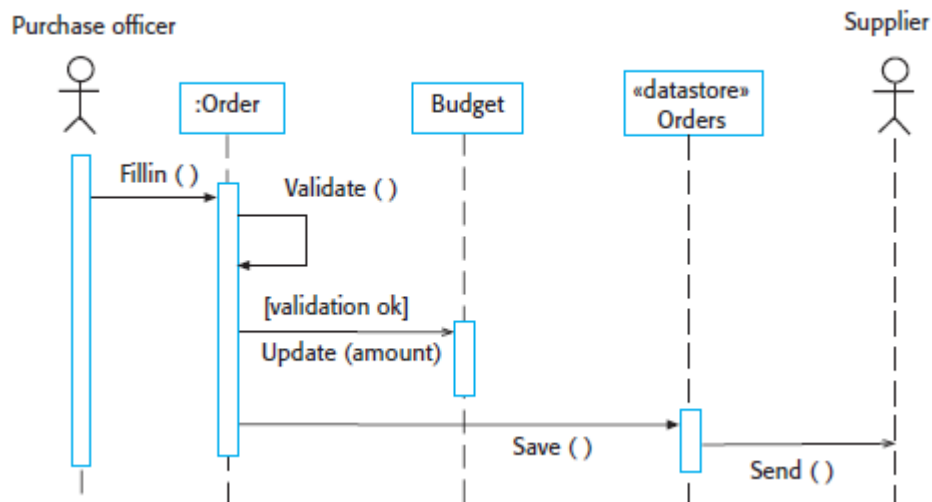 Purchase officer
Supplier
:Order
Budget
«datastore»
Orders
Fillin ( )
Validate ( )
[validation ok]
Update (amount)
Save ( )
Send ( )